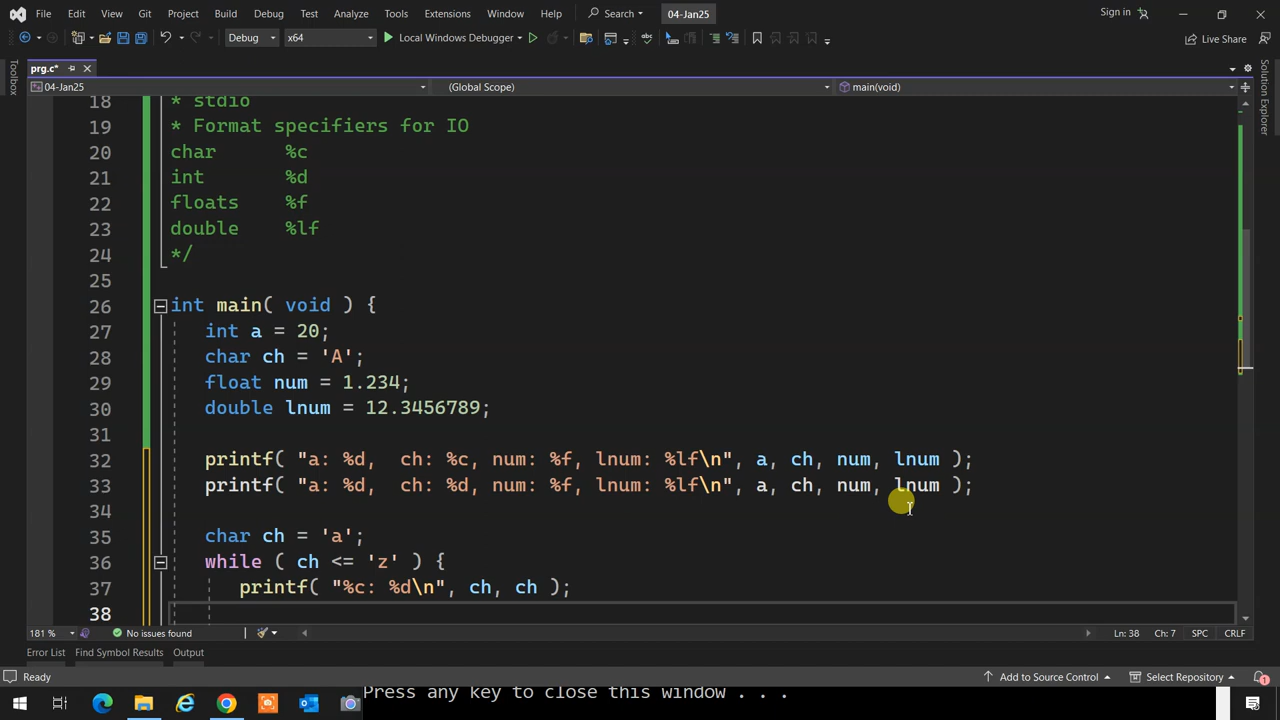 File Edit View Git Project Build Debug Test Analyze Tools Extensions Window Help Search 04-Jan25 Sign in
Debug x64 Local Windows Debugger Live Share
Toolbox
prg.c*
04-Jan25 (Global Scope) main(void)
Solution Explorer
18 * stdio
19 * Format specifiers for IO
20 char %c
21 int %d
22 floats %f
23 double %lf
24 */
25
26 int main( void ) {
27 int a = 20;
28 char ch = 'A';
29 float num = 1.234;
30 double lnum = 12.3456789;
31
32 printf( "a: %d,  ch: %c, num: %f, lnum: %lf\n", a, ch, num, lnum );
33 printf( "a: %d,  ch: %d, num: %f, lnum: %lf\n", a, ch, num, lnum );
34
35 char ch = 'a';
36 while ( ch <= 'z' ) {
37 printf( "%c: %d\n", ch, ch );
38
181 % No issues found Ln: 38 Ch: 7 SPC CRLF
Error List Find Symbol Results Output
Ready Add to Source Control Select Repository 1
Press any key to close this window . . .